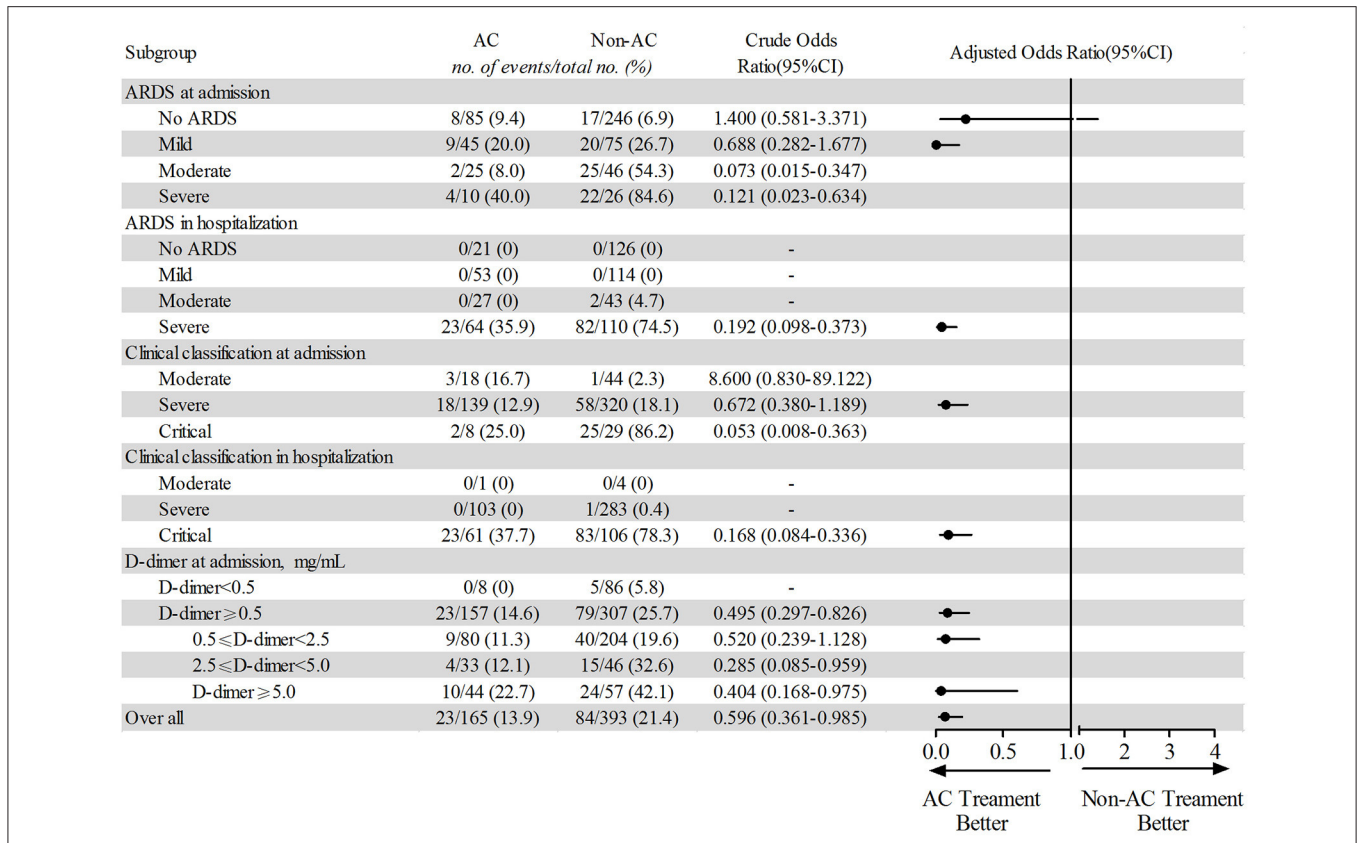 Subgroup AC Non-AC Crude Odds Ratio(95%CI) Adjusted Odds Ratio(95%CI)
no. of events/total no. (%)
ARDS at admission
No ARDS 8/85 (9.4) 17/246 (6.9) 1.400 (0.581-3.371)
Mild 9/45 (20.0) 20/75 (26.7) 0.688 (0.282-1.677)
Moderate 2/25 (8.0) 25/46 (54.3) 0.073 (0.015-0.347)
Severe 4/10 (40.0) 22/26 (84.6) 0.121 (0.023-0.634)
ARDS in hospitalization
No ARDS 0/21 (0) 0/126 (0) -
Mild 0/53 (0) 0/114 (0) -
Moderate 0/27 (0) 2/43 (4.7) -
Severe 23/64 (35.9) 82/110 (74.5) 0.192 (0.098-0.373)
Clinical classification at admission
Moderate 3/18 (16.7) 1/44 (2.3) 8.600 (0.830-89.122)
Severe 18/139 (12.9) 58/320 (18.1) 0.672 (0.380-1.189)
Critical 2/8 (25.0) 25/29 (86.2) 0.053 (0.008-0.363)
Clinical classification in hospitalization
Moderate 0/1 (0) 0/4 (0) -
Severe 0/103 (0) 1/283 (0.4) -
Critical 23/61 (37.7) 83/106 (78.3) 0.168 (0.084-0.336)
D-dimer at admission, mg/mL
D-dimer<0.5 0/8 (0) 5/86 (5.8) -
D-dimer⩾0.5 23/157 (14.6) 79/307 (25.7) 0.495 (0.297-0.826)
0.5⩽D-dimer<2.5 9/80 (11.3) 40/204 (19.6) 0.520 (0.239-1.128)
2.5⩽D-dimer<5.0 4/33 (12.1) 15/46 (32.6) 0.285 (0.085-0.959)
D-dimer⩾5.0 10/44 (22.7) 24/57 (42.1) 0.404 (0.168-0.975)
Over all 23/165 (13.9) 84/393 (21.4) 0.596 (0.361-0.985)
0.0 0.5 1.0 2 3 4
AC Treament Non-AC Treament
Better Better